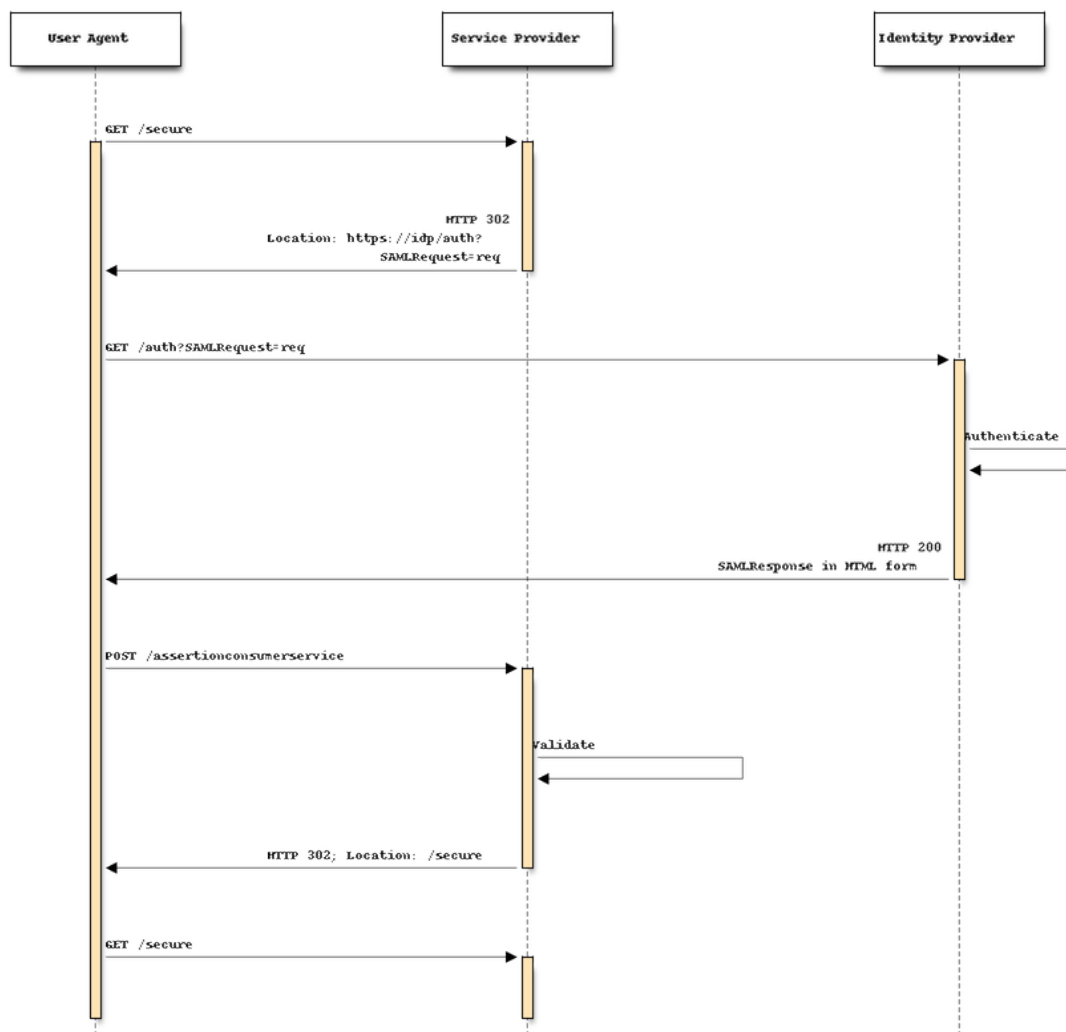 User Agent
Service Provider
Identity Provider
GET /secure
HTTP 302
Location: https://idp/auth?
SAMLRequest=req
GET /auth?SAMLRequest=req
Authenticate
HTTP 200
SAMLResponse in HTML form
POST /assertionconsumerservice
Validate
HTTP 302; Location: /secure
GET /secure